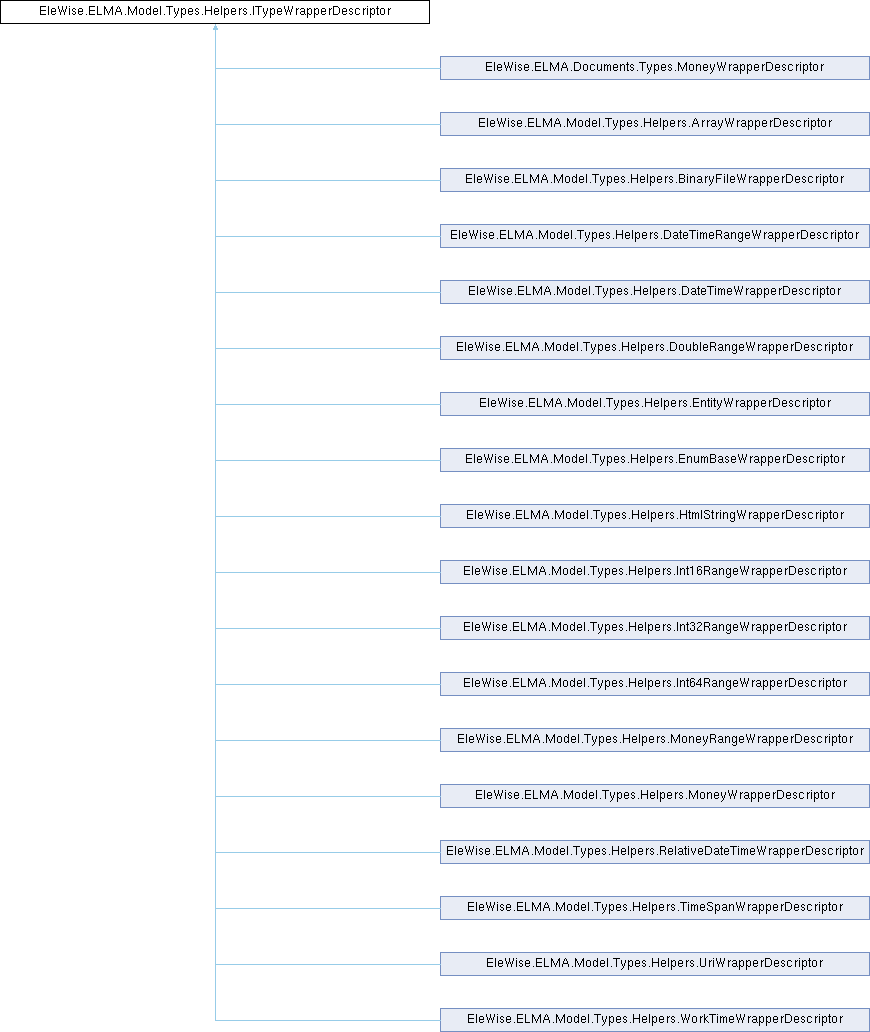 EleWise.ELMA.Model.Types.Helpers.ITypeWrapperDescriptor
EleWise.ELMA.Documents.Types.MoneyWrapperDescriptor
EleWise.ELMA.Model.Types.Helpers.ArrayWrapperDescriptor
EleWise.ELMA.Model.Types.Helpers.BinaryFileWrapperDescriptor
EleWise.ELMA.Model.Types.Helpers.DateTimeRangeWrapperDescriptor
EleWise.ELMA.Model.Types.Helpers.DateTimeWrapperDescriptor
EleWise.ELMA.Model.Types.Helpers.DoubleRangeWrapperDescriptor
EleWise.ELMA.Model.Types.Helpers.EntityWrapperDescriptor
EleWise.ELMA.Model.Types.Helpers.EnumBaseWrapperDescriptor
EleWise.ELMA.Model.Types.Helpers.HtmlStringWrapperDescriptor
EleWise.ELMA.Model.Types.Helpers.Int16RangeWrapperDescriptor
EleWise.ELMA.Model.Types.Helpers.Int32RangeWrapperDescriptor
EleWise.ELMA.Model.Types.Helpers.Int64RangeWrapperDescriptor
EleWise.ELMA.Model.Types.Helpers.MoneyRangeWrapperDescriptor
EleWise.ELMA.Model.Types.Helpers.MoneyWrapperDescriptor
EleWise.ELMA.Model.Types.Helpers.RelativeDateTimeWrapperDescriptor
EleWise.ELMA.Model.Types.Helpers.TimeSpanWrapperDescriptor
EleWise.ELMA.Model.Types.Helpers.UriWrapperDescriptor
EleWise.ELMA.Model.Types.Helpers.WorkTimeWrapperDescriptor